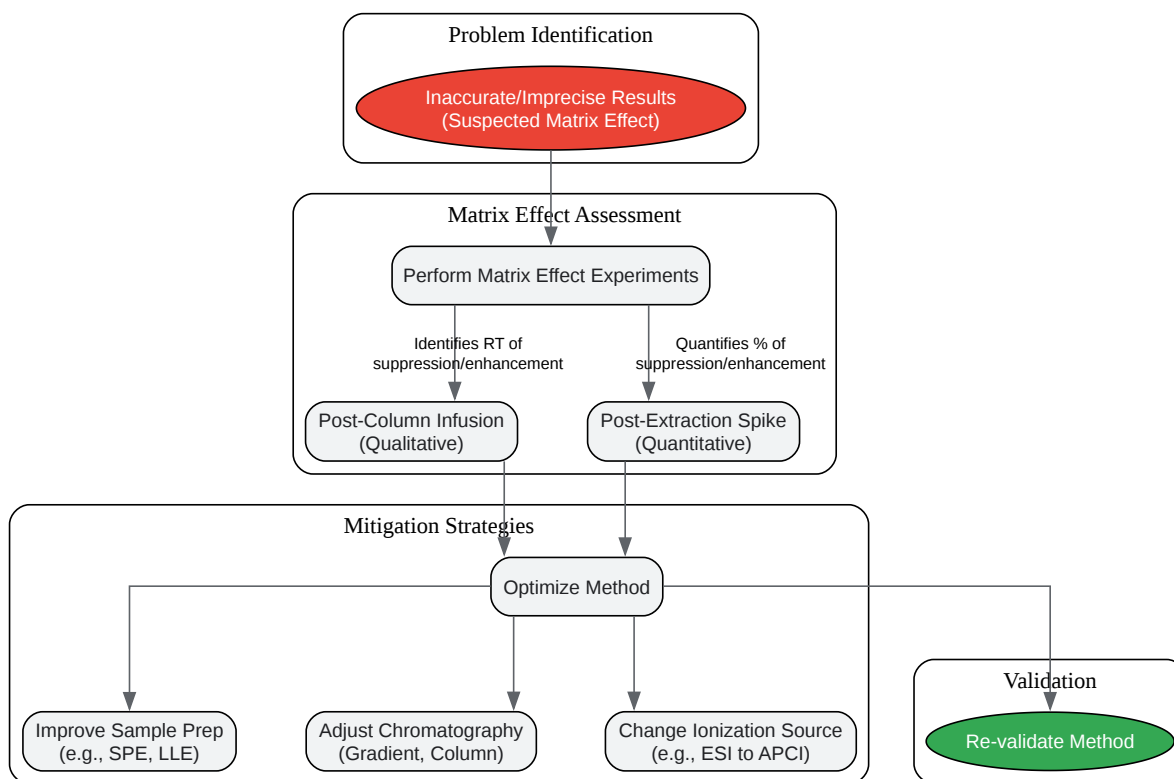 Problem Identification
Inaccurate/Imprecise Results
(Suspected Matrix Effect)
Matrix Effect Assessment
Perform Matrix Effect Experiments
Identifies RT of
suppression/enhancement
Quantifies % of
suppression/enhancement
Post-Column Infusion
(Qualitative)
Post-Extraction Spike
(Quantitative)
Mitigation Strategies
Optimize Method
Improve Sample Prep
(e.g., SPE, LLE)
Adjust Chromatography
(Gradient, Column)
Change Ionization Source
(e.g., ESI to APCI)
Validation
Re-validate Method